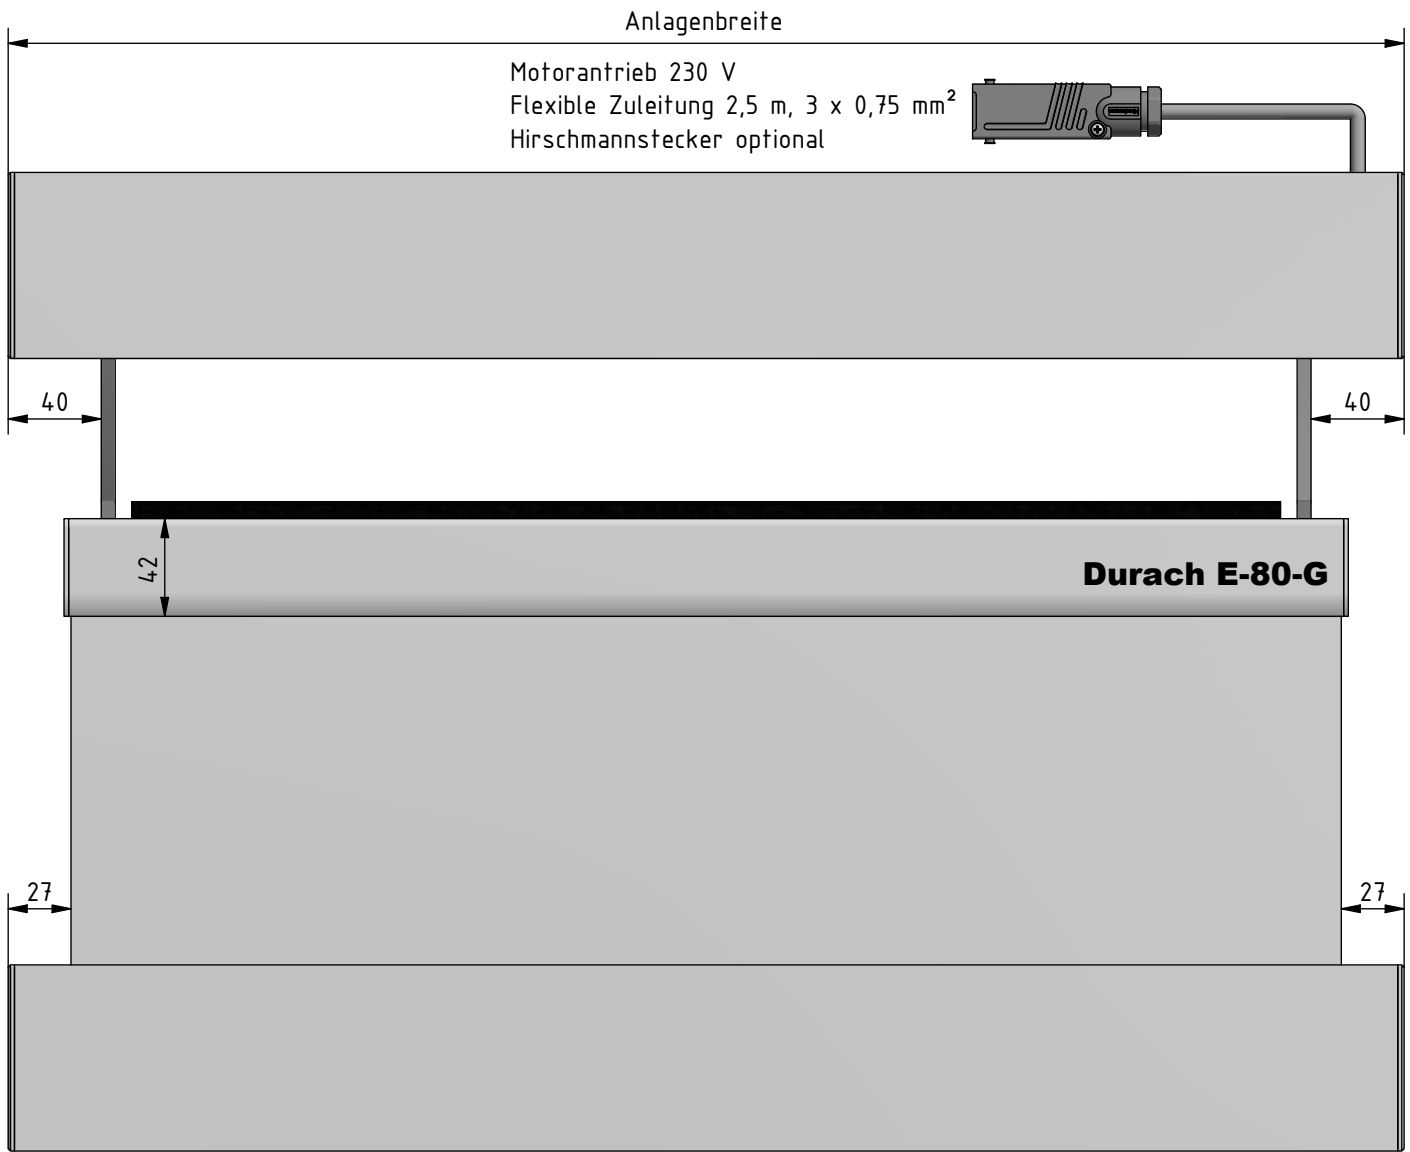 Anlagenbreite
Motorantrieb 230 V
Flexible Zuleitung 2,5 m, 3 x 0,75 mm²
Hirschmannstecker optional
40
40
42
Durach E-80-G
27
27